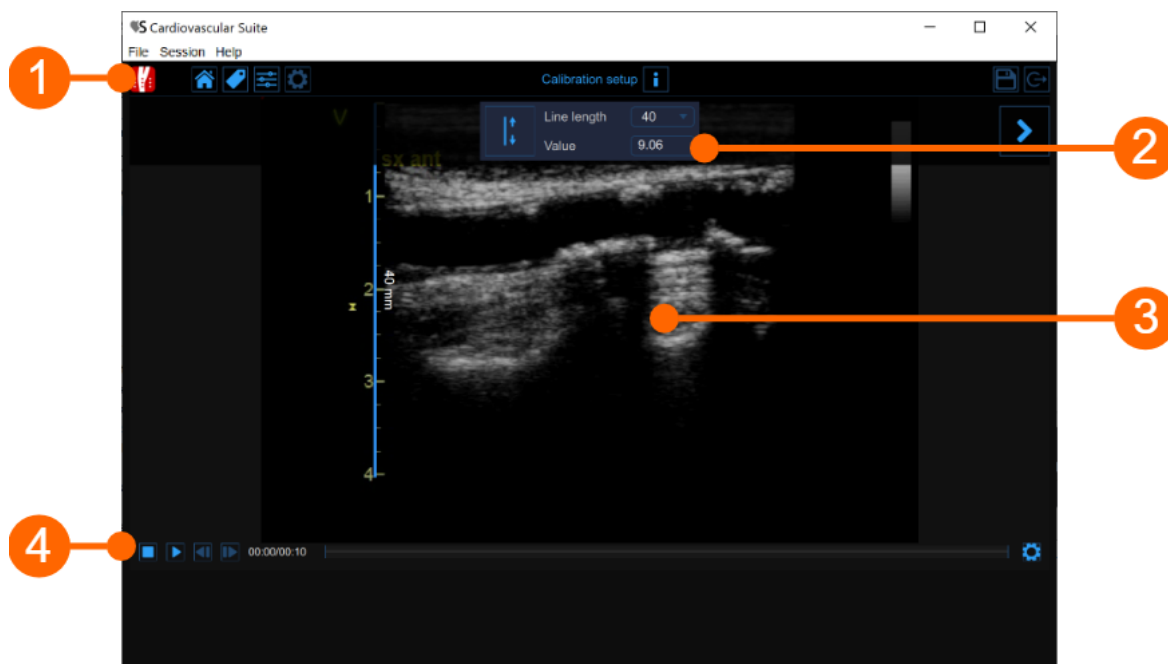 S Cardiovascular Suite
File Session Help
1
Calibration setup i
V
Line length 40
Value 9.06
2
sx ant
1
40 mm
2
3
3
4
4
00:00/00:10